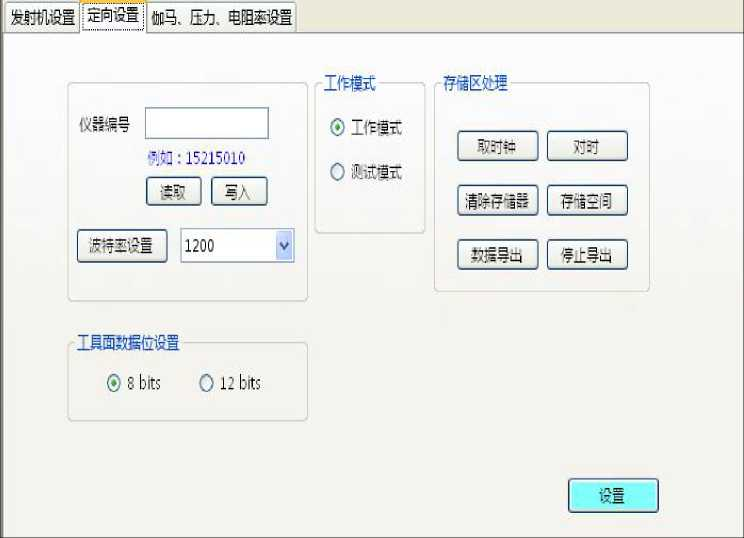 发射机设置 定向设置 伽马、压力、电阻率设置
工作模式 存储区处理
仪器编号
例如：15215010
读取 写入
波特率设置 1200
工作模式
测试模式
取时钟 对时
清除存储器 存储空间
数据导出 停止导出
工具面数据位设置
8 bits 12 bits
设置